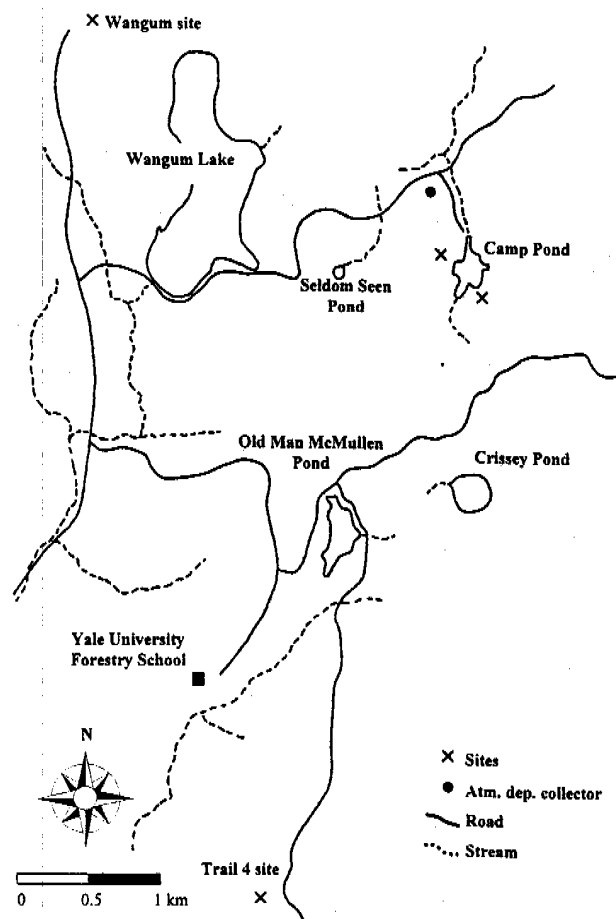 Wangum site
Wangum Lake
Camp Pond
Seldom Seen
Pond
Old Man McMullen
Pond
Crissey Pond
Yale University
Forestry School
N
Sites
Atm. dep. collector
Road
Stream
Trail 4 site
0 0.5 1 km